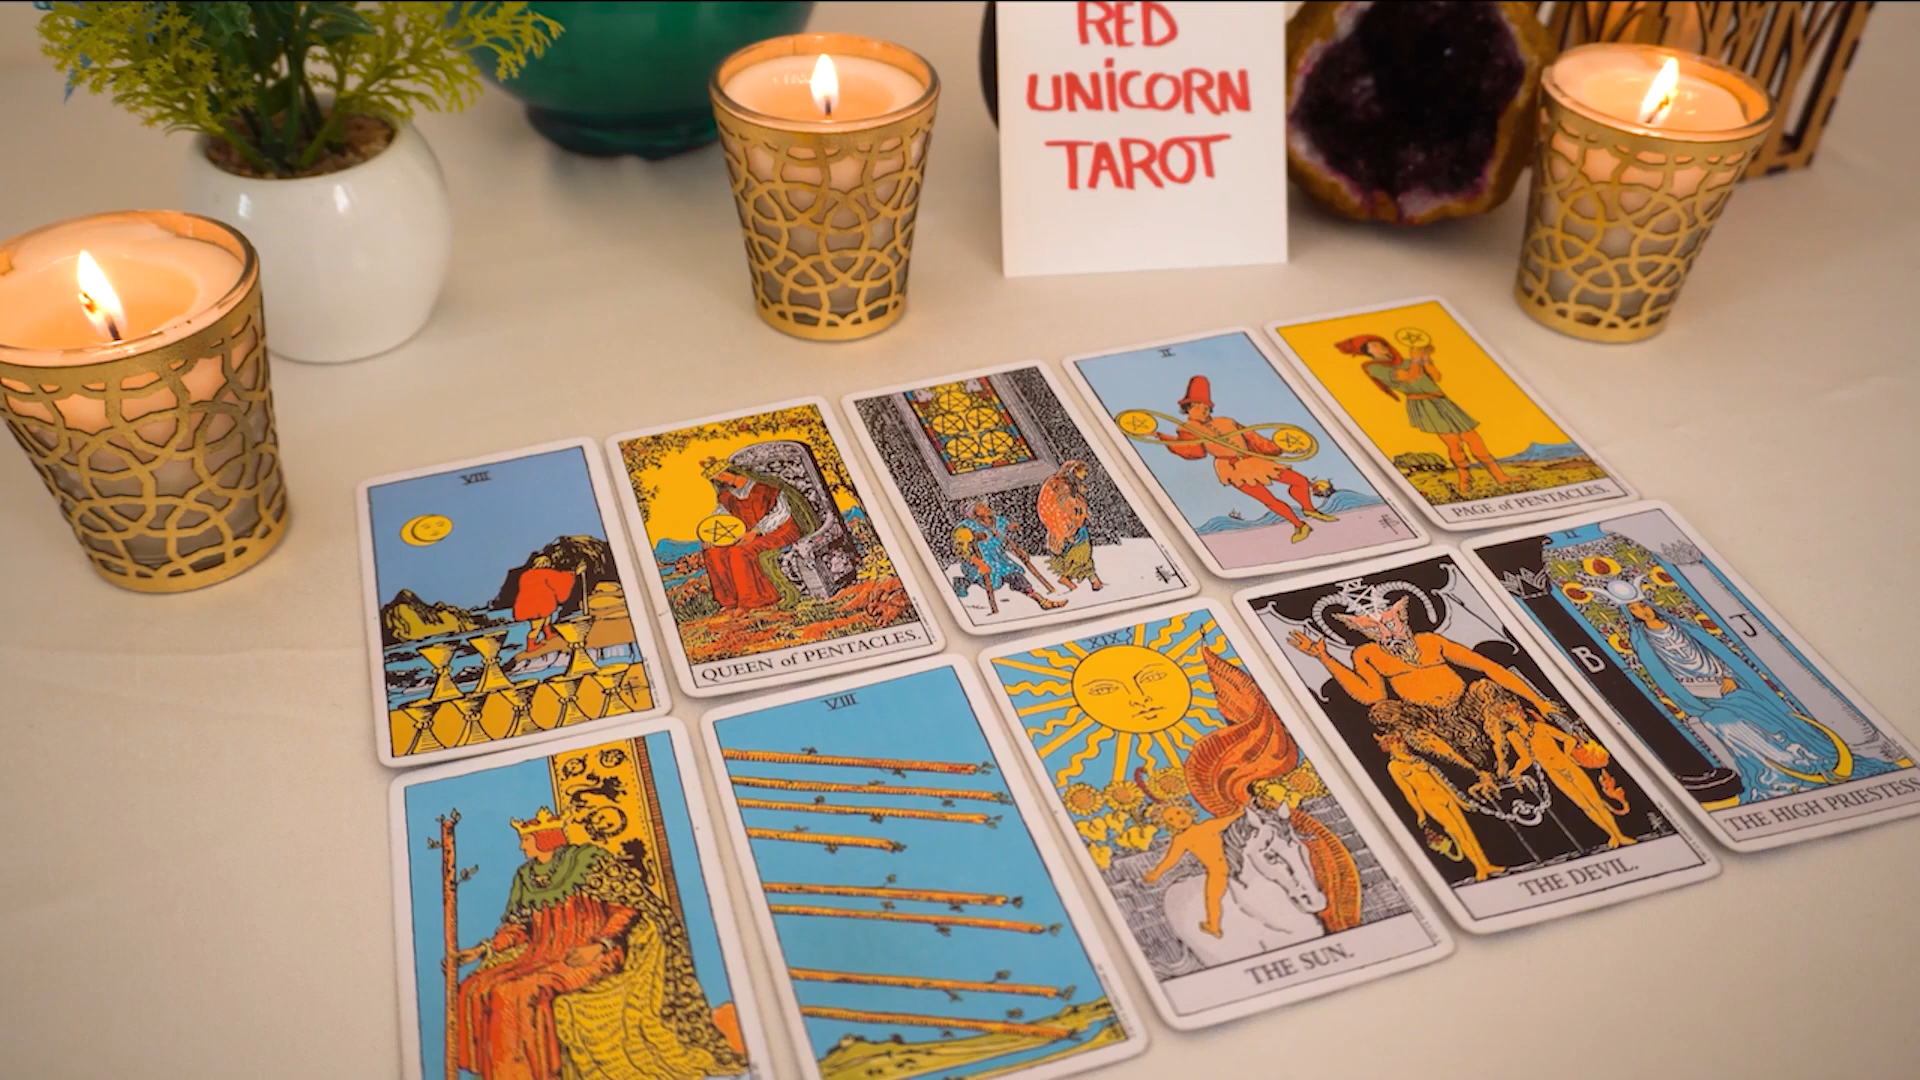 RED
UNICORN
TAROT
VIII
QUEEN of PENTACLES.
II
PAGE of PENTACLES.
VIII
XIX
THE SUN.
XV
THE DEVIL.
II
B
J
THE HIGH PRIESTESS